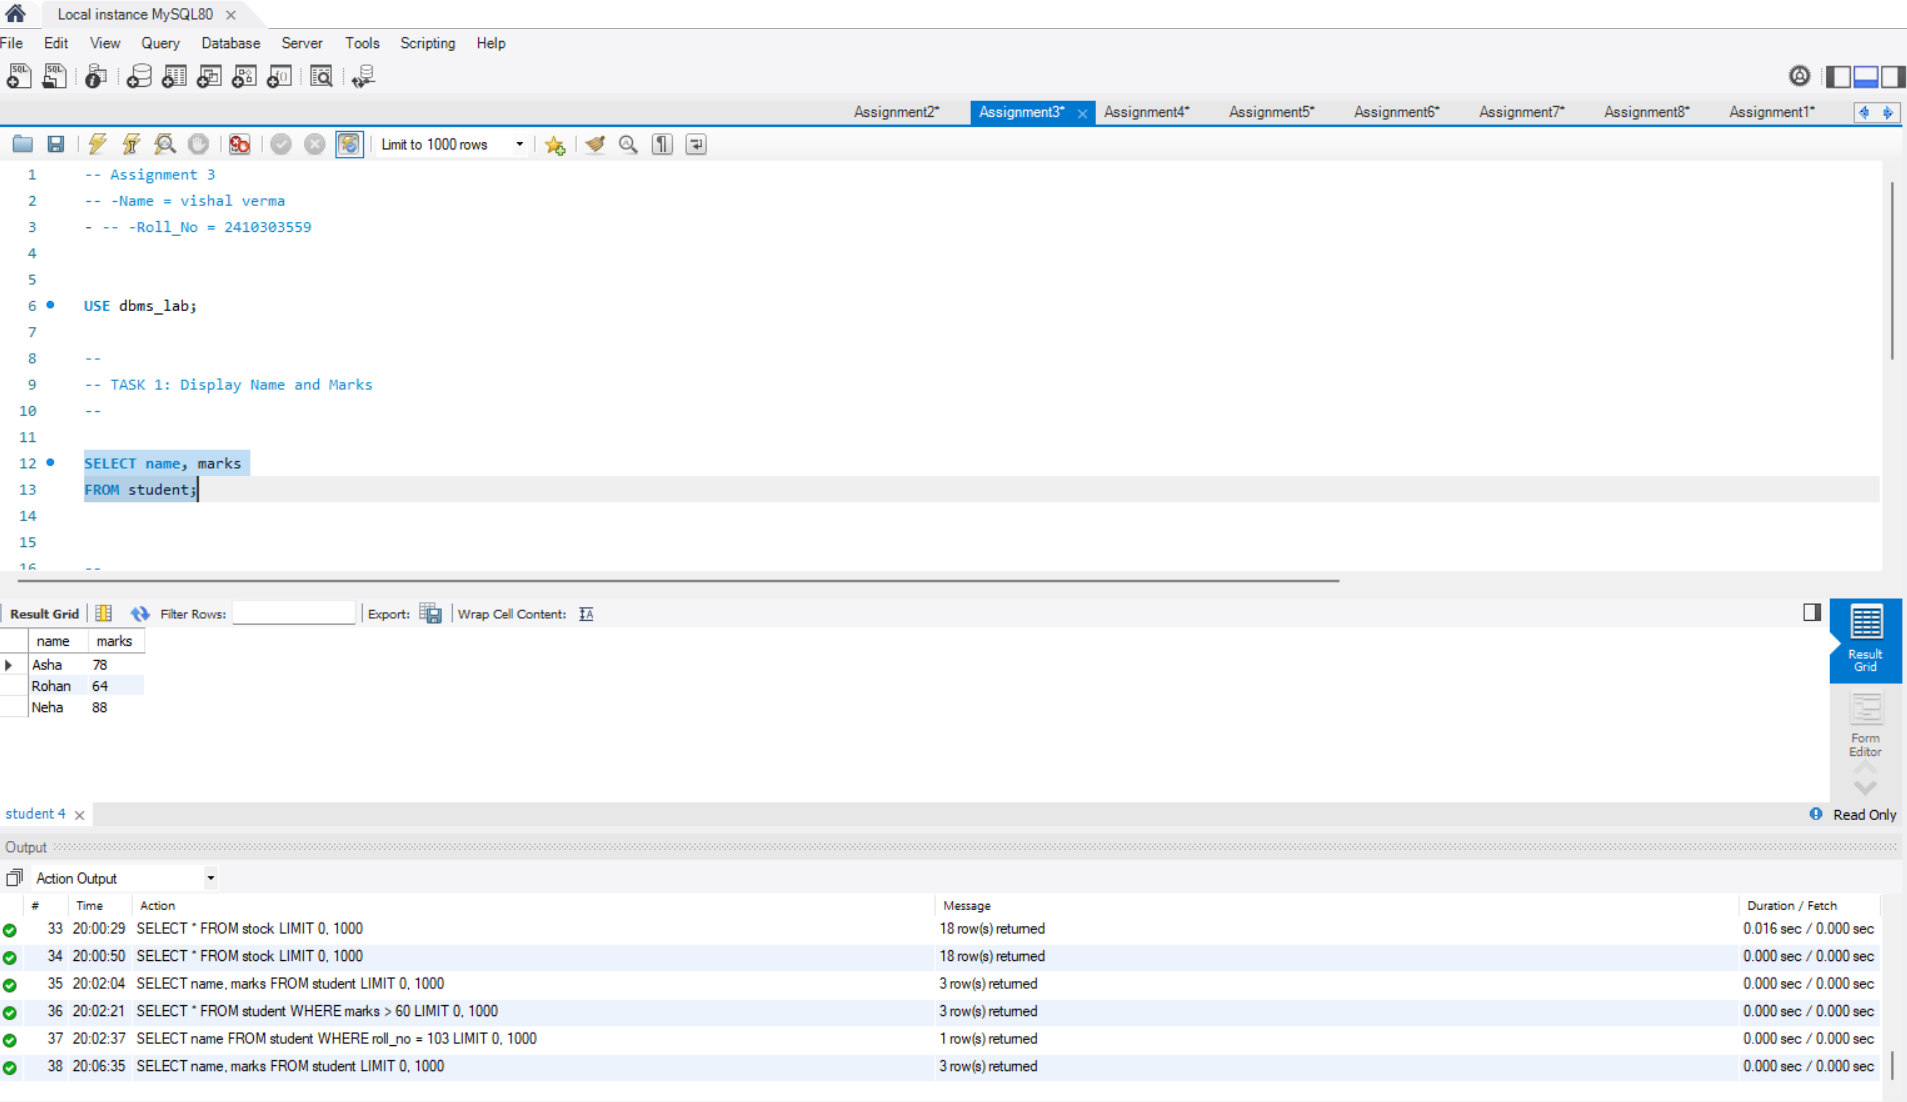 Local instance MySQL80
File Edit View Query Database Server Tools Scripting Help
Assignment2* Assignment3* Assignment4* Assignment5* Assignment6* Assignment7* Assignment8* Assignment1*
Limit to 1000 rows
1 -- Assignment 3
2 -- -Name = vishal verma
3 - -- -Roll_No = 2410303559
4
5
6 USE dbms_lab;
7
8 --
9 -- TASK 1: Display Name and Marks
10 --
11
12 SELECT name, marks
13 FROM student;
14
15
16 --
Result Grid Filter Rows: Export: Wrap Cell Content:
name marks
Asha 78
Rohan 64
Neha 88
Result
Grid
Form
Editor
student 4 Read Only
Output
Action Output
# Time Action Message Duration / Fetch
33 20:00:29 SELECT * FROM stock LIMIT 0, 1000 18 row(s) returned 0.016 sec / 0.000 sec
34 20:00:50 SELECT * FROM stock LIMIT 0, 1000 18 row(s) returned 0.000 sec / 0.000 sec
35 20:02:04 SELECT name, marks FROM student LIMIT 0, 1000 3 row(s) returned 0.000 sec / 0.000 sec
36 20:02:21 SELECT * FROM student WHERE marks > 60 LIMIT 0, 1000 3 row(s) returned 0.000 sec / 0.000 sec
37 20:02:37 SELECT name FROM student WHERE roll_no = 103 LIMIT 0, 1000 1 row(s) returned 0.000 sec / 0.000 sec
38 20:06:35 SELECT name, marks FROM student LIMIT 0, 1000 3 row(s) returned 0.000 sec / 0.000 sec